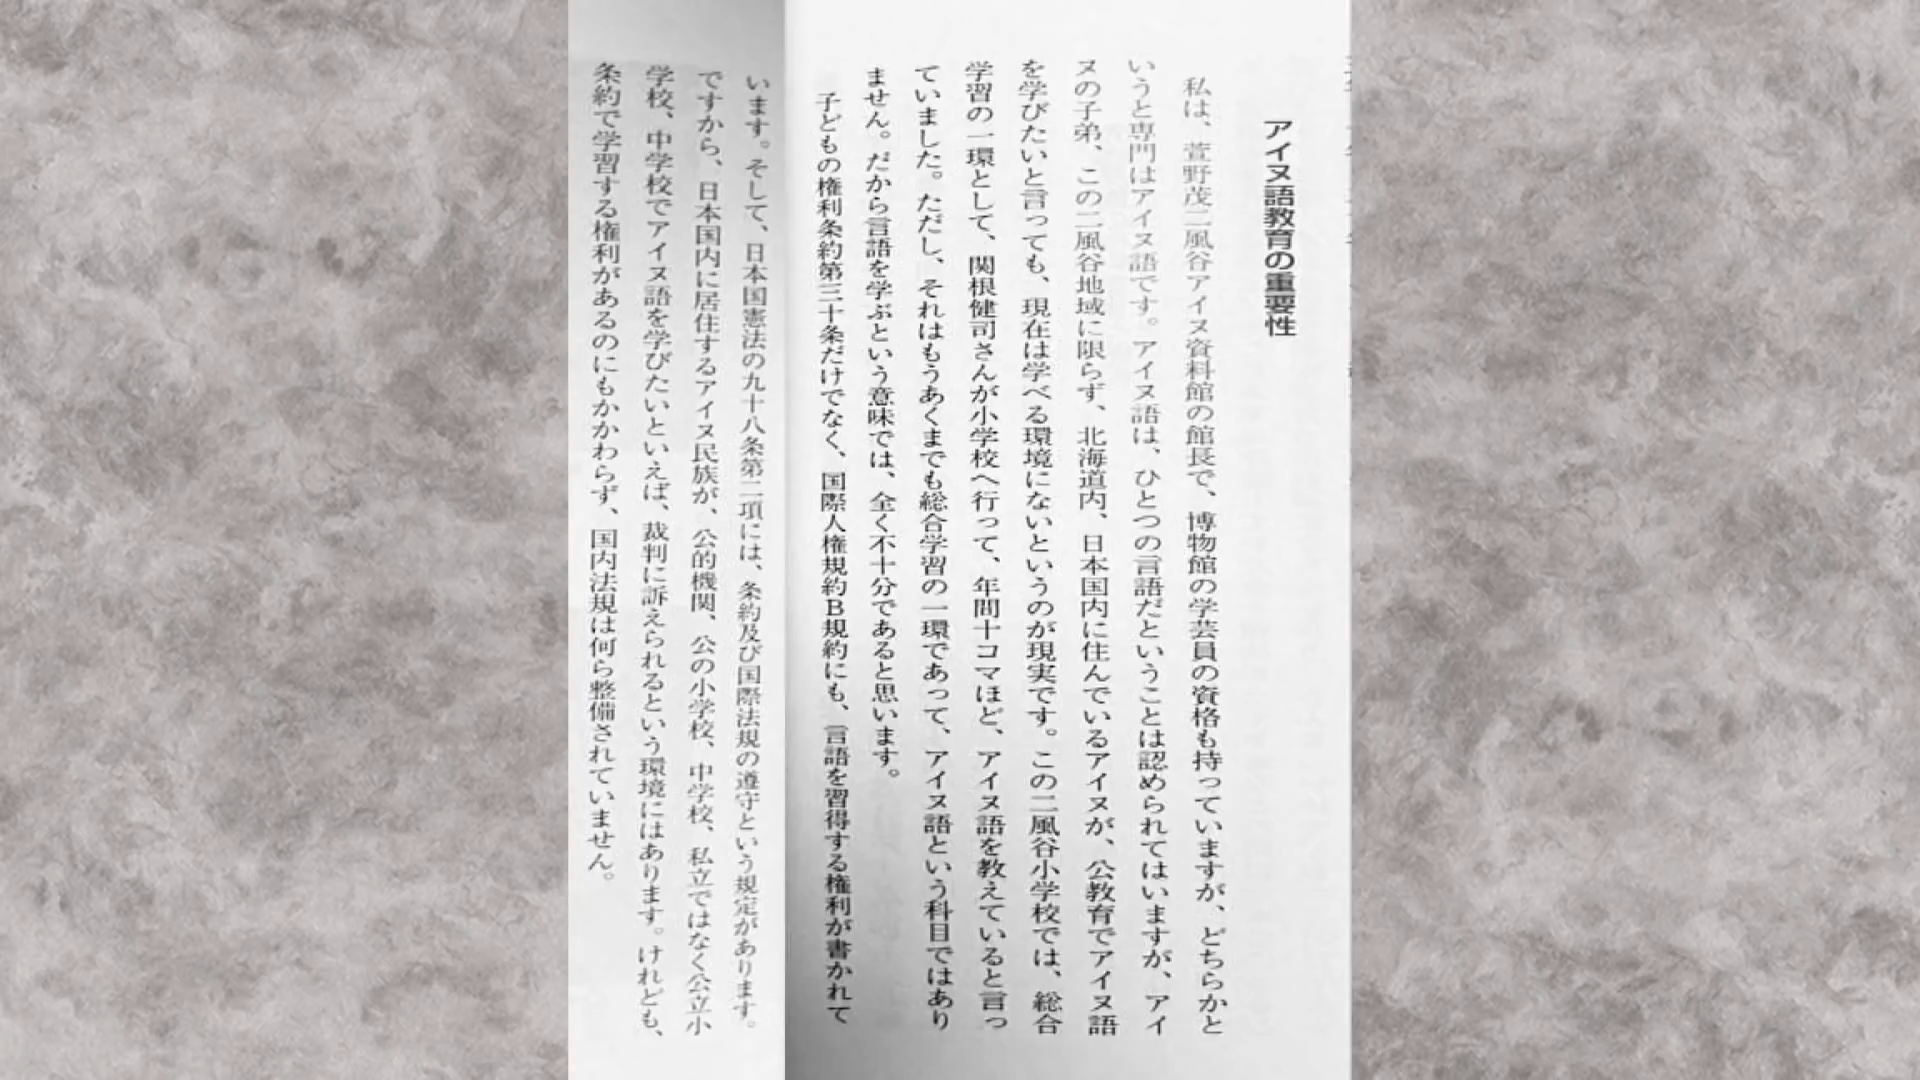 アイヌ語教育の重要性
私は、萱野茂二風谷アイヌ資料館の館長で、博物館の学芸員の資格も持っていますが、どちらかと
いうと専門はアイヌ語です。アイヌ語は、ひとつの言語だということは認められてはいますが、アイ
ヌの子弟、この二風谷地域に限らず、北海道内、日本国内に住んでいるアイヌが、公教育でアイヌ語
を学びたいと言っても、現在は学べる環境にないというのが現実です。この二風谷小学校では、総合
学習の一環として、関根健司さんが小学校へ行って、年間十コマほど、アイヌ語を教えていると言っ
ていました。ただし、それはもうあくまでも総合学習の一環であって、アイヌ語という科目ではあり
ません。だから言語を学ぶという意味では、全く不十分であると思います。
子どもの権利条約第三十条だけでなく、国際人権規約B規約にも、言語を習得する権利が書かれて
います。そして、日本国憲法の九十八条第二項には、条約及び国際法規の遵守という規定があります。
ですから、日本国内に居住するアイヌ民族が、公的機関、公の小学校、中学校、私立ではなく公立小
学校、中学校でアイヌ語を学びたいといえば、裁判に訴えられるという環境にはあります。けれども、
条約で学習する権利があるのにもかかわらず、国内法規は何ら整備されていません。